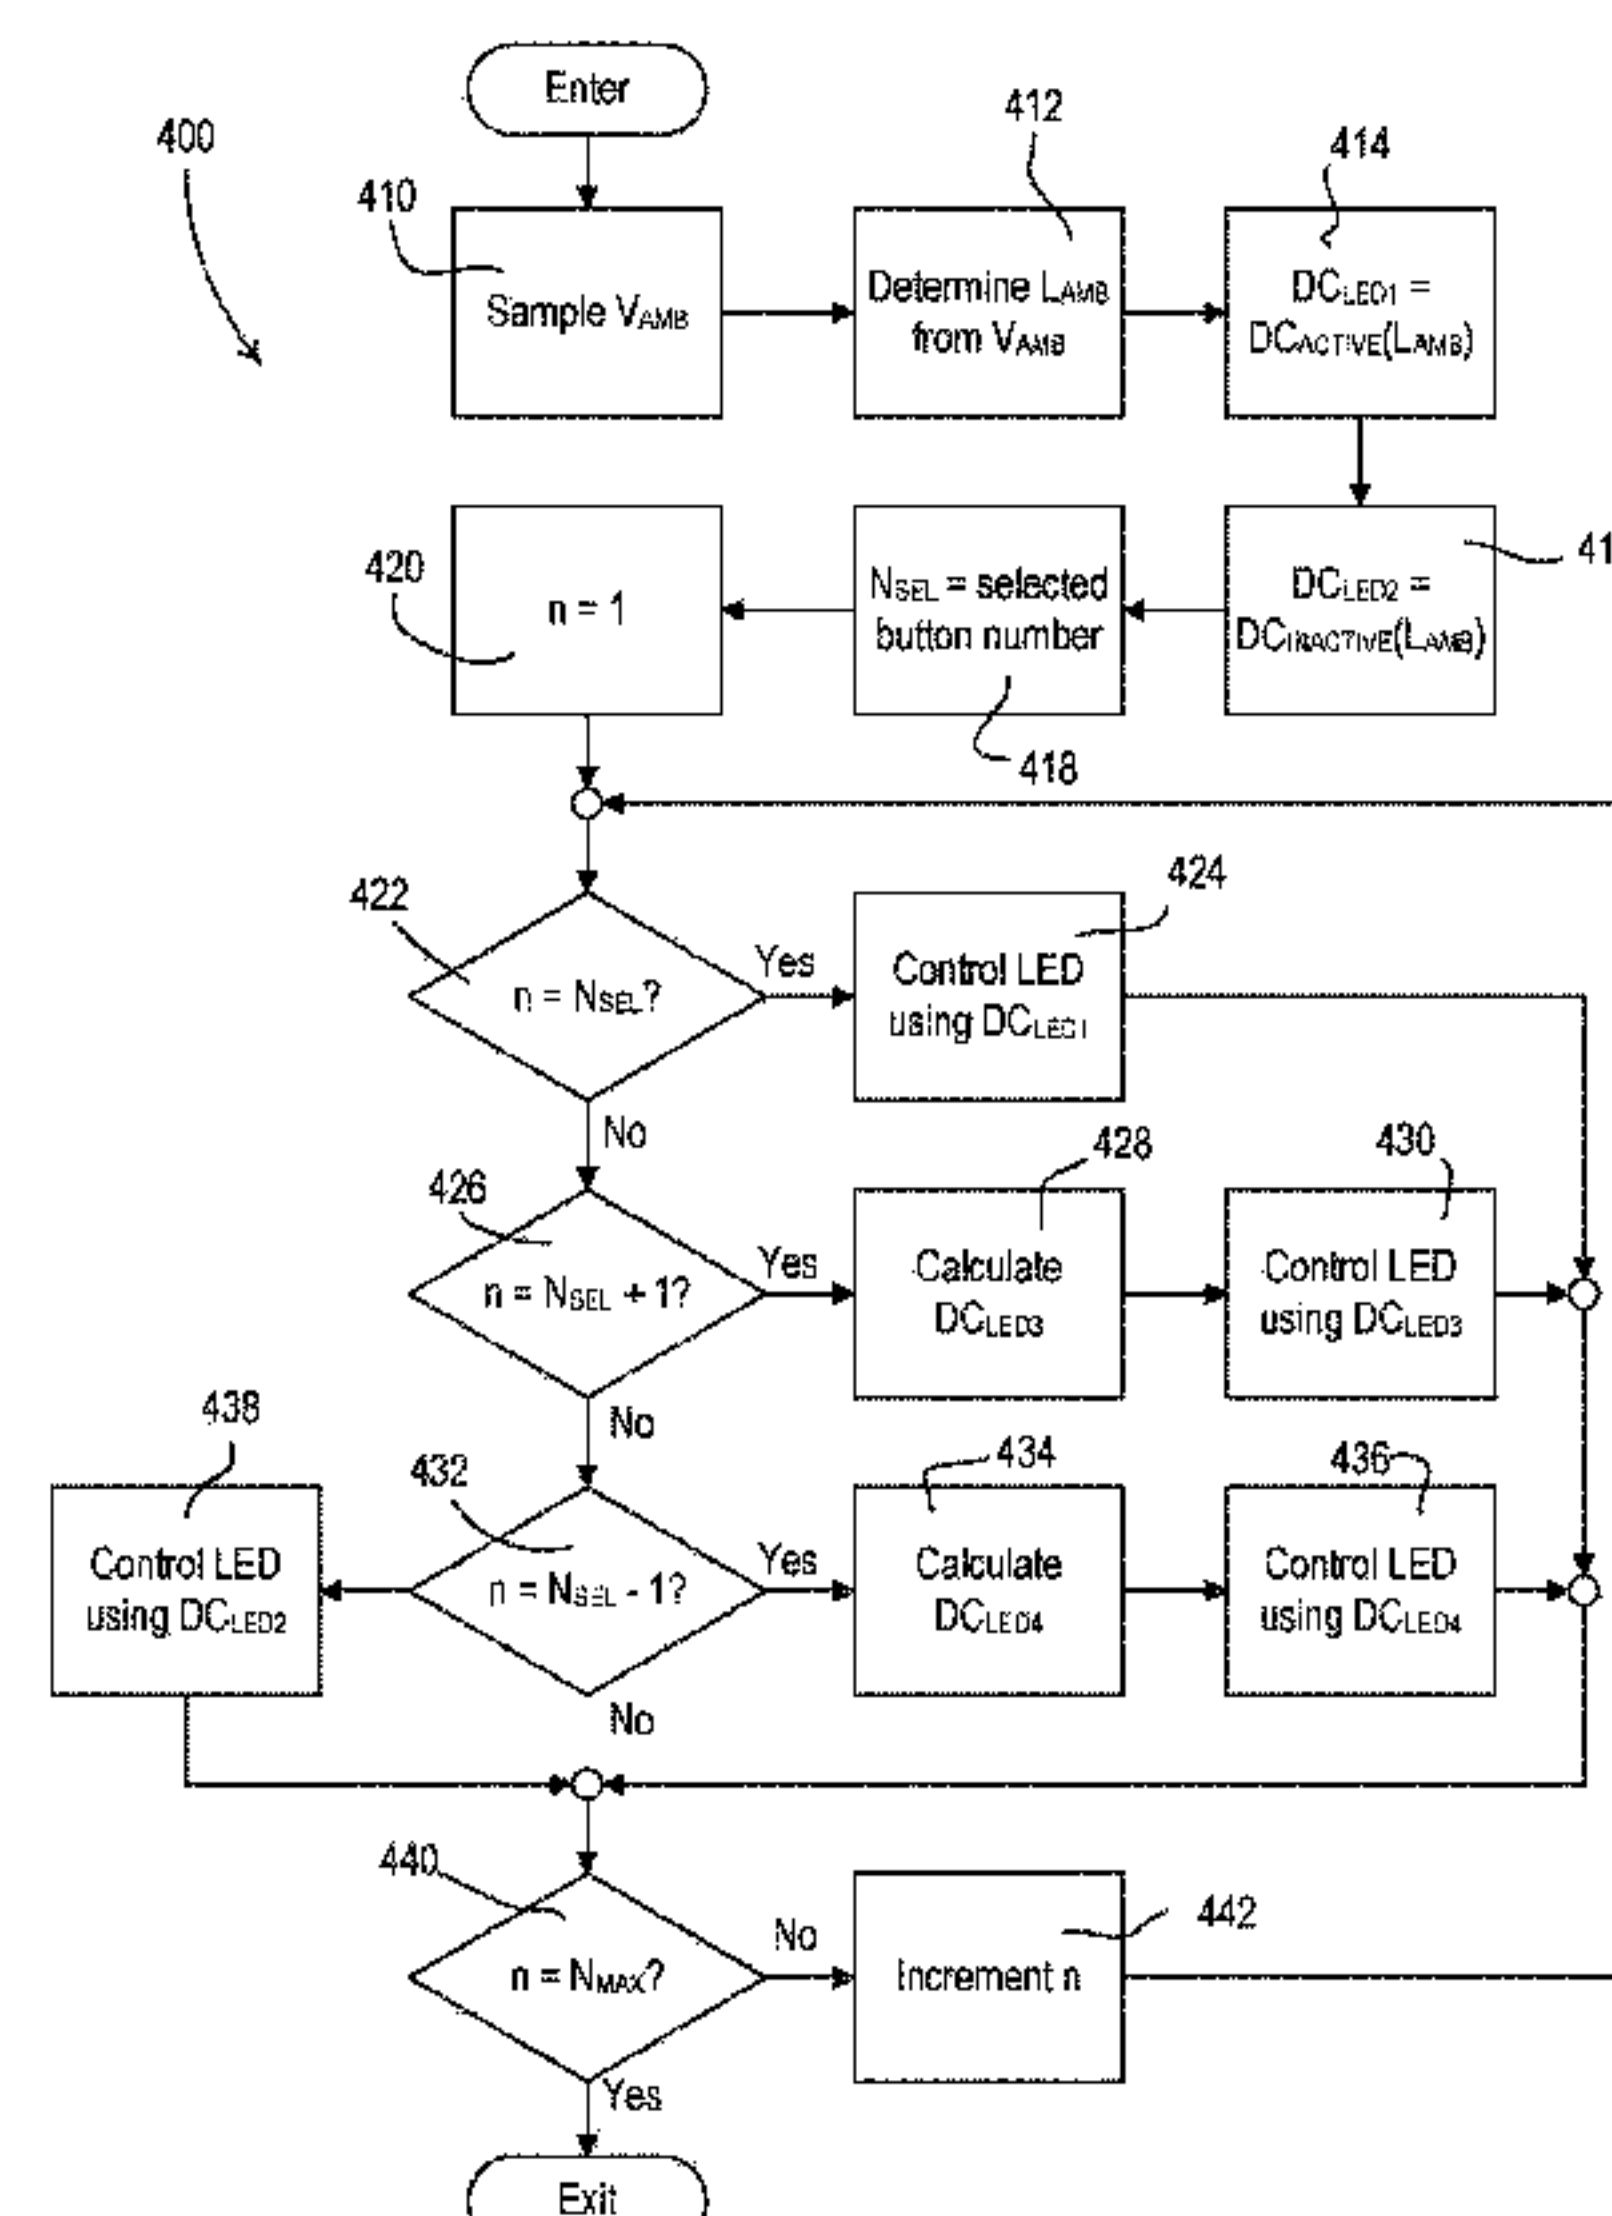 Enter
400
410
412
414
Sample VAMB
Determine LAMB
from VAMB
DCLED1 =
DCACTIVE(LAMB)
420
n = 1
NSEL = selected
button number
418
DCLED2 =
DCINACTIVE(LAMB)
41
422
n = NSEL?
Yes
No
424
Control LED
using DCLED1
426
n = NSEL + 1?
Yes
No
428
Calculate
DCLED3
430
Control LED
using DCLED3
438
Control LED
using DCLED2
432
n = NSEL - 1?
Yes
No
434
Calculate
DCLED4
436
Control LED
using DCLED4
440
n = NMAX?
No
Yes
442
Increment n
Exit